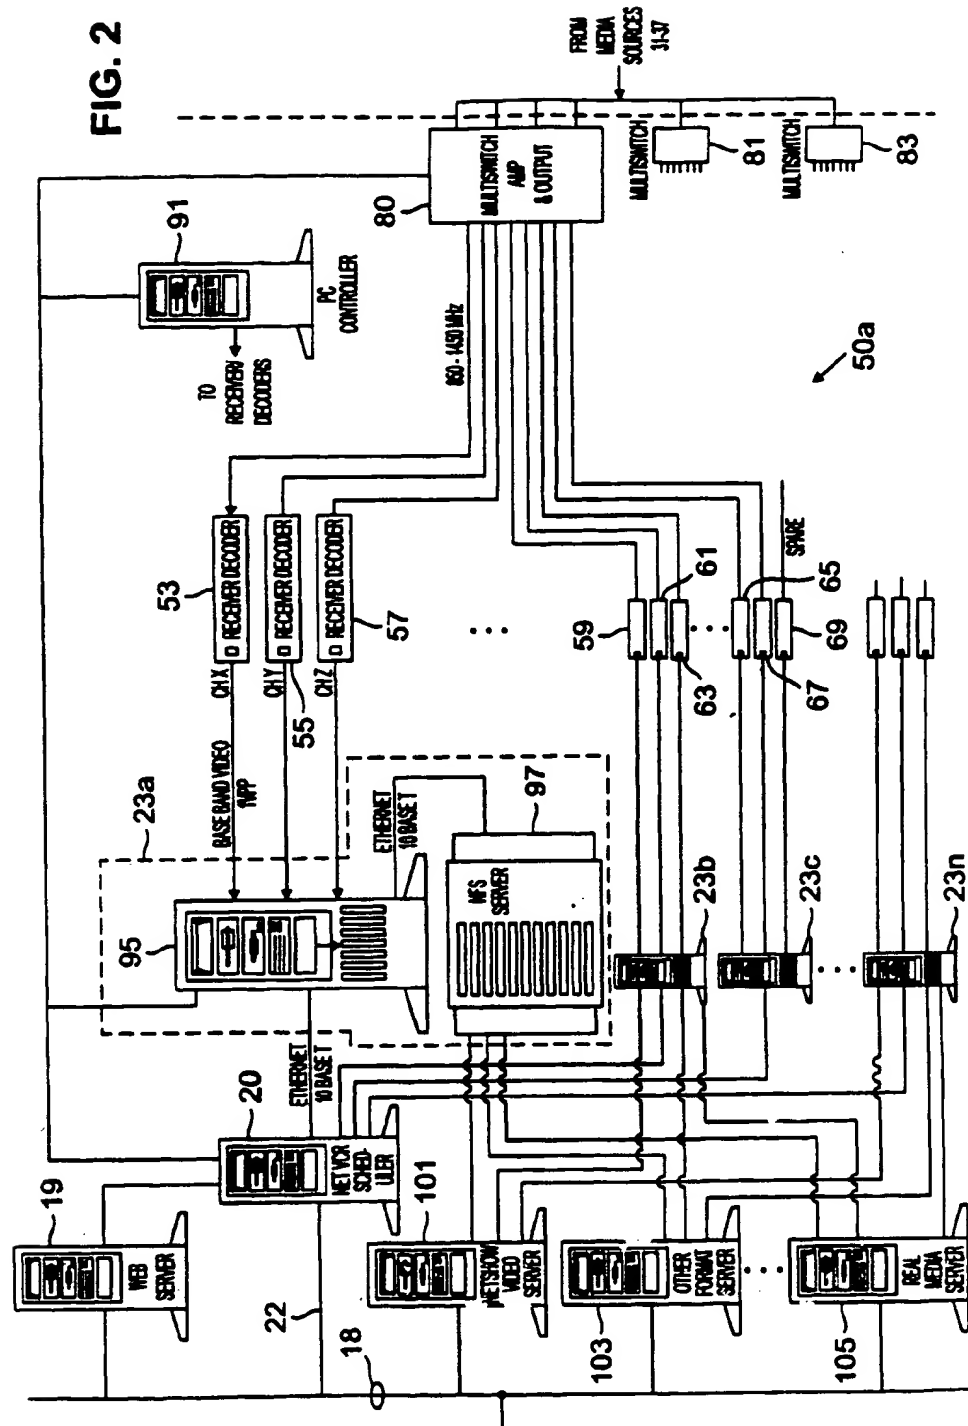 FIG. 2
FROM
MEDIA
SOURCES
31-37
MULTISWITCH
AMP
& OUTPUT
80
MULTISWITCH
81
MULTISWITCH
83
91
PC
CONTROLLER
TO
RECEIVER/
DECODERS
860 - 1450 MHz
50a
53
RECEIVER DECODER
CH X
RECEIVER DECODER
CH Y
55
RECEIVER DECODER
CH Z
57
BASE BAND VIDEO
1VPP
23a
95
ETHERNET
10 BASE T
97
NFS
SERVER
59
61
63
65
67
69
SPARE
23b
23c
23n
ETHERNET
10 BASE T
20
NET VCR
SCHED-
ULER
19
WEB
SERVER
22
18
101
NETSHOW
VIDEO
SERVER
103
OTHER
FORMAT
SERVER
105
REAL
MEDIA
SERVER